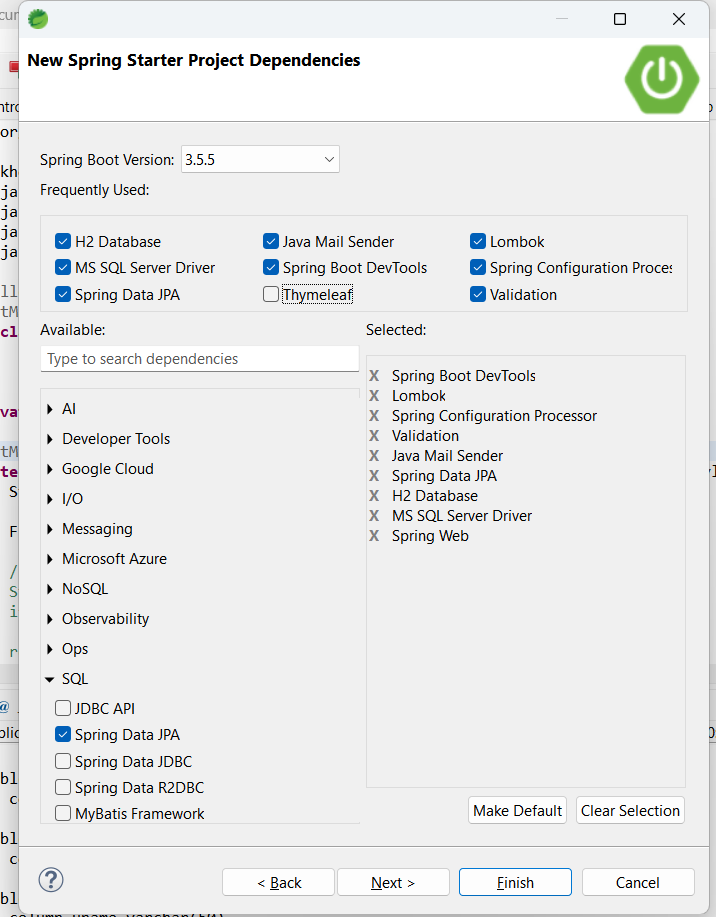 New Spring Starter Project Dependencies
Spring Boot Version: 3.5.5
Frequently Used:
H2 Database Java Mail Sender Lombok
MS SQL Server Driver Spring Boot DevTools Spring Configuration Proces
Spring Data JPA Thymeleaf Validation
Available: Selected:
Type to search dependencies
AI
Developer Tools
Google Cloud
I/O
Messaging
Microsoft Azure
NoSQL
Observability
Ops
SQL
JDBC API
Spring Data JPA
Spring Data JDBC
Spring Data R2DBC
MyBatis Framework
X Spring Boot DevTools
X Lombok
X Spring Configuration Processor
X Validation
X Java Mail Sender
X Spring Data JPA
X H2 Database
X MS SQL Server Driver
X Spring Web
Make Default Clear Selection
? < Back Next > Finish Cancel